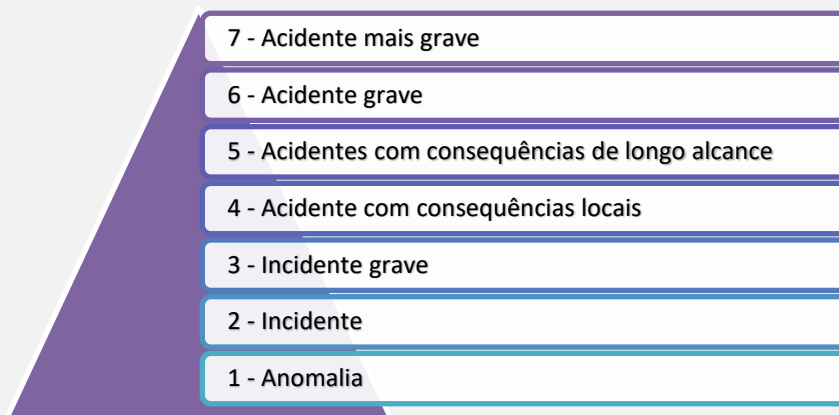 7 - Acidente mais grave
6 - Acidente grave
5 - Acidentes com consequências de longo alcance
4 - Acidente com consequências locais
3 - Incidente grave
2 - Incidente
1 - Anomalia